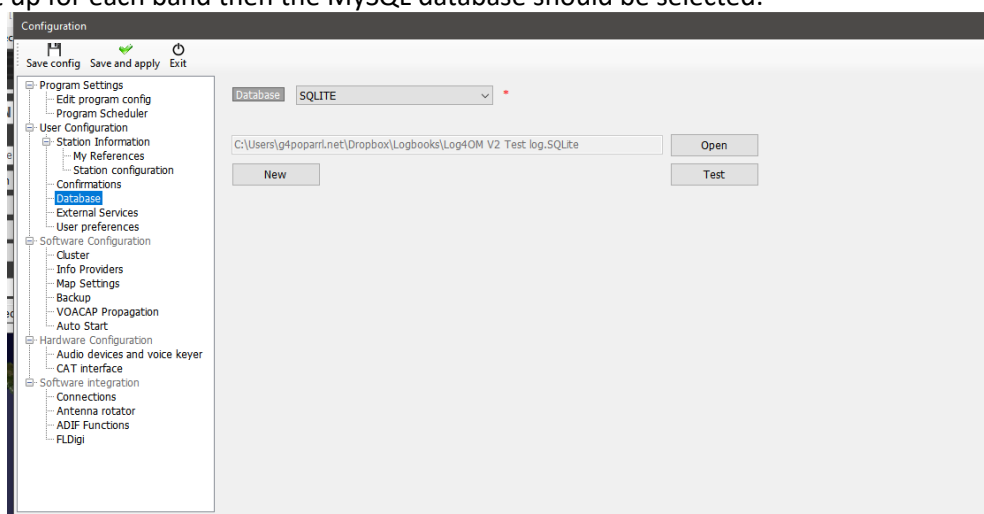 e up for each band then the MySQL database should be selected.
Configuration
Save config Save and apply Exit
Program Settings
Edit program config
Program Scheduler
User Configuration
Station Information
My References
Station configuration
Confirmations
Database
External Services
User preferences
Software Configuration
Cluster
Info Providers
Map Settings
Backup
VOACAP Propagation
Auto Start
Hardware Configuration
Audio devices and voice keyer
CAT interface
Software integration
Connections
Antenna rotator
ADIF Functions
FLDigi
Database SQLITE *
C:\Users\g4poparrl.net\Dropbox\Logbooks\Log4OM V2 Test log.SQLite Open
New Test